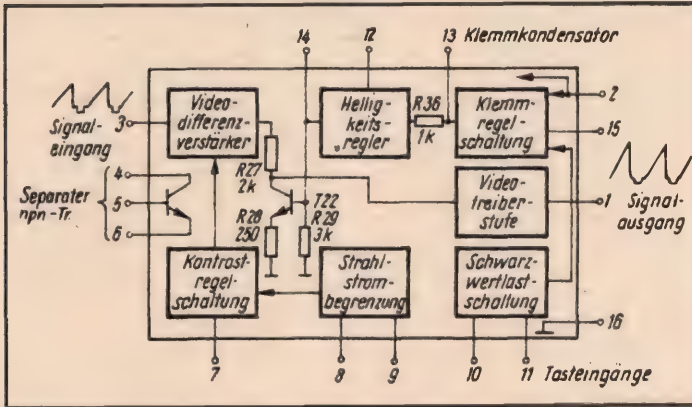 14
12
13 Klemmkondensator
Signal-
eingang
3
Video-
differenz-
verstärker
Hellig-
keits-
regler
R36
1k
Klemm-
regel-
schaltung
2
15
R27
2k
Separater
npn-Tr.
4
5
6
T22
R28
250
R29
3k
Video-
treiber-
stufe
1
Signal-
ausgang
Kontrast-
regel-
schaltung
Strahl-
strom-
begrenzung
Schwarz-
wertlast-
schaltung
16
7
8
9
10
11 Tasteingänge